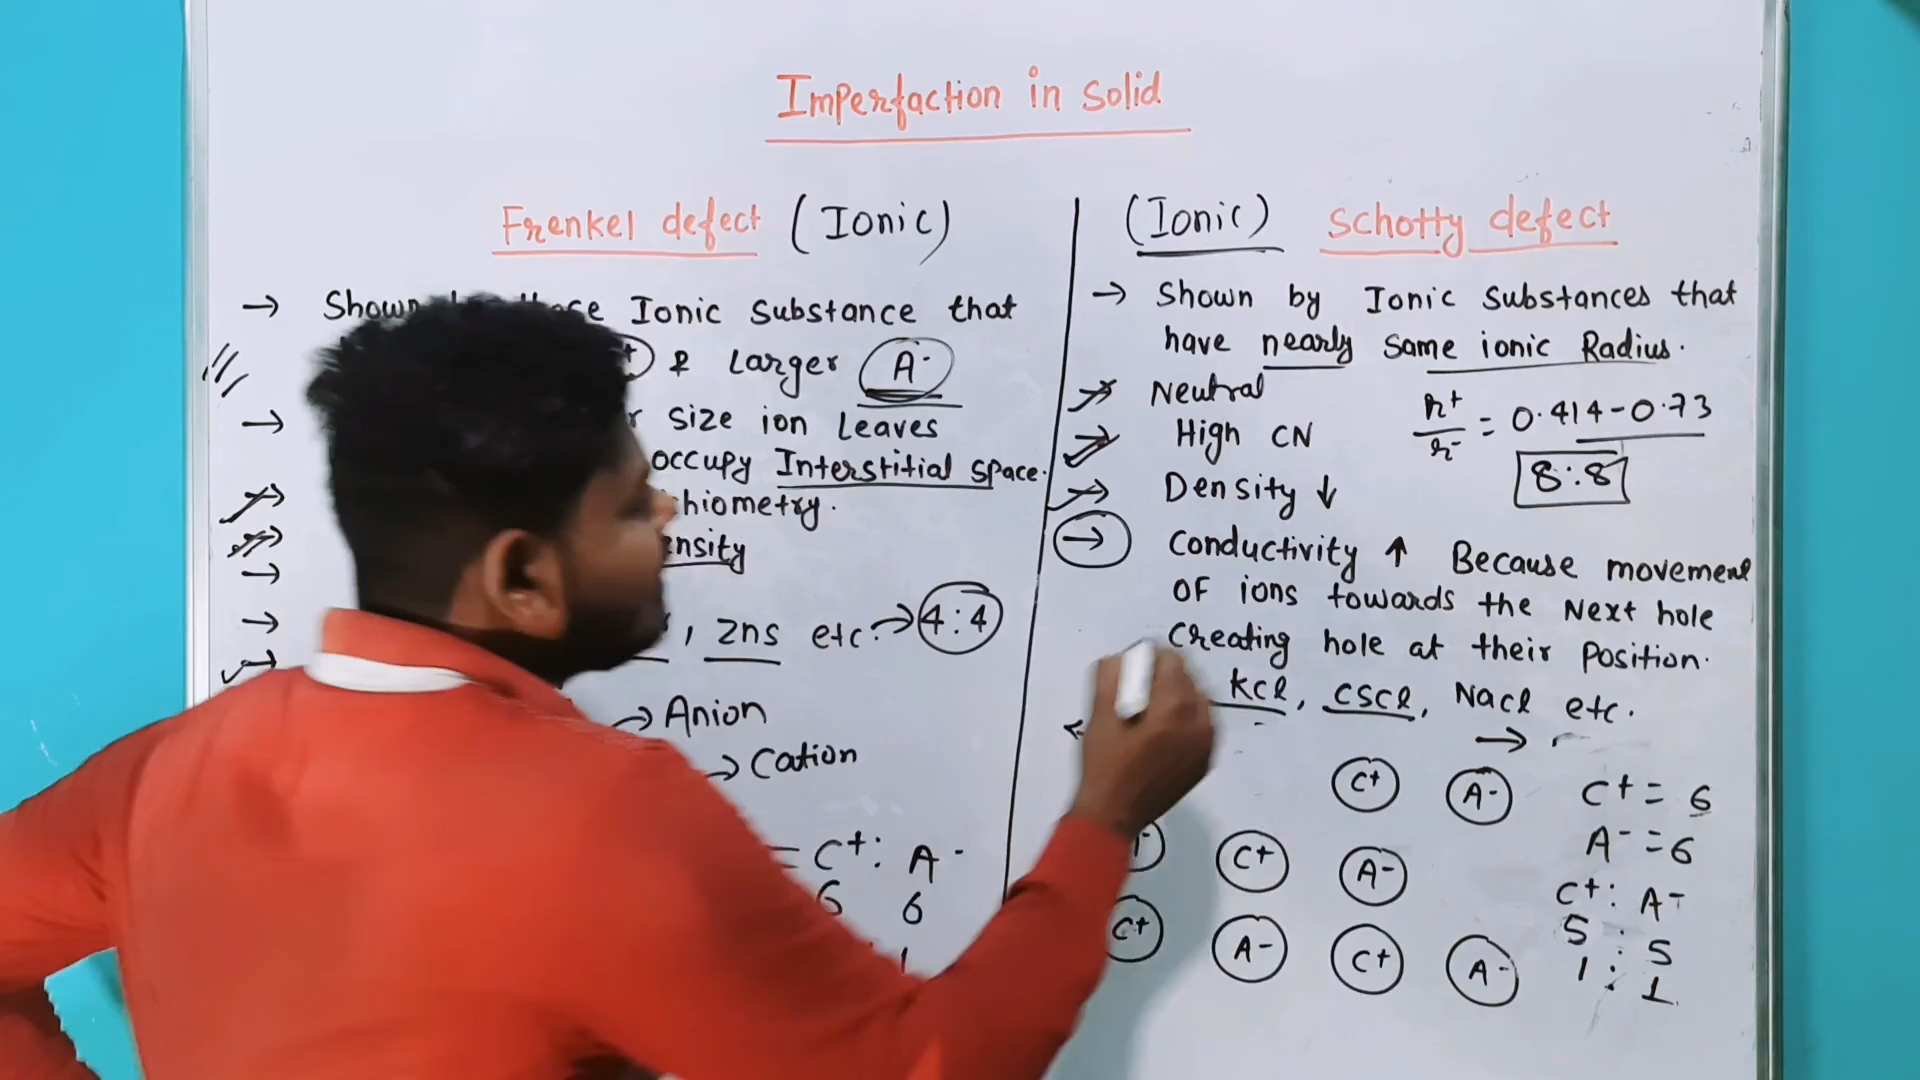 Imperfaction in solid
Frenkel defect (Ionic)
→ Shown Ionic substance that
& Larger A-
→ size ion Leaves
occupy Interstitial space.
chiometry.
ensity
, zns etc. → 4:4
→ Anion
→ Cation
= C+ : A-
6 6
(Ionic) schotty defect
→ Shown by Ionic substances that
have nearly same ionic Radius.
→ Neutral
r+/r- = 0.414-0.73
→ High CN
8:8
→ Density ↓
→ Conductivity ↑ Because movement
OF ions towards the Next hole
Creating hole at their position.
kcl, cscl, Nacl etc.
→
C+ A- C+ = 6
C+ A- A- = 6
C+ : A-
C+ A- C+ A- 5 : 5
1 : 1